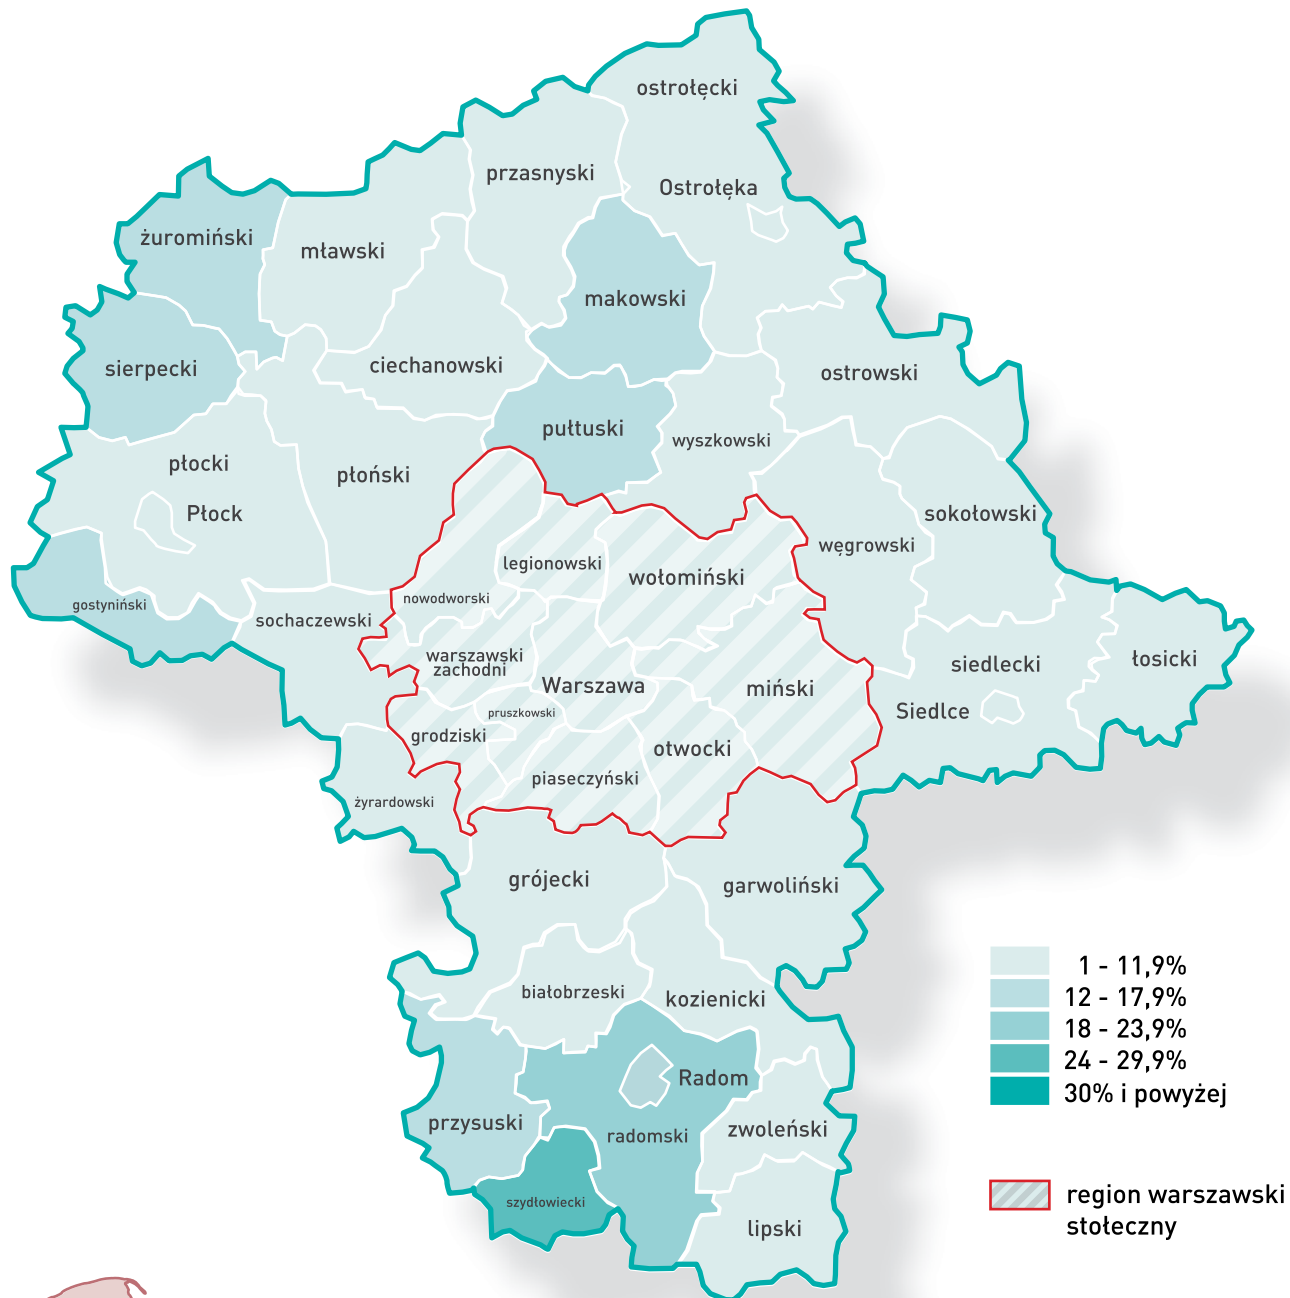 ostrołęcki
przasnyski
Ostrołęka
żuromiński
mławski
makowski
sierpecki
ciechanowski
ostrowski
pułtuski
wyszkowski
płocki
płoński
Płock
sokołowski
węgrowski
legionowski
wołomiński
nowodworski
gostyniński
sochaczewski
warszawski
zachodni
siedlecki
łosicki
Warszawa
miński
Siedlce
pruszkowski
grodziski
otwocki
piaseczyński
żyrardowski
grójecki
garwoliński
białobrzeski
kozienicki
Radom
przysuski
radomski
zwoleński
szydłowiecki
lipski
1 - 11,9%
12 - 17,9%
18 - 23,9%
24 - 29,9%
30% i powyżej
region warszawski
stołeczny